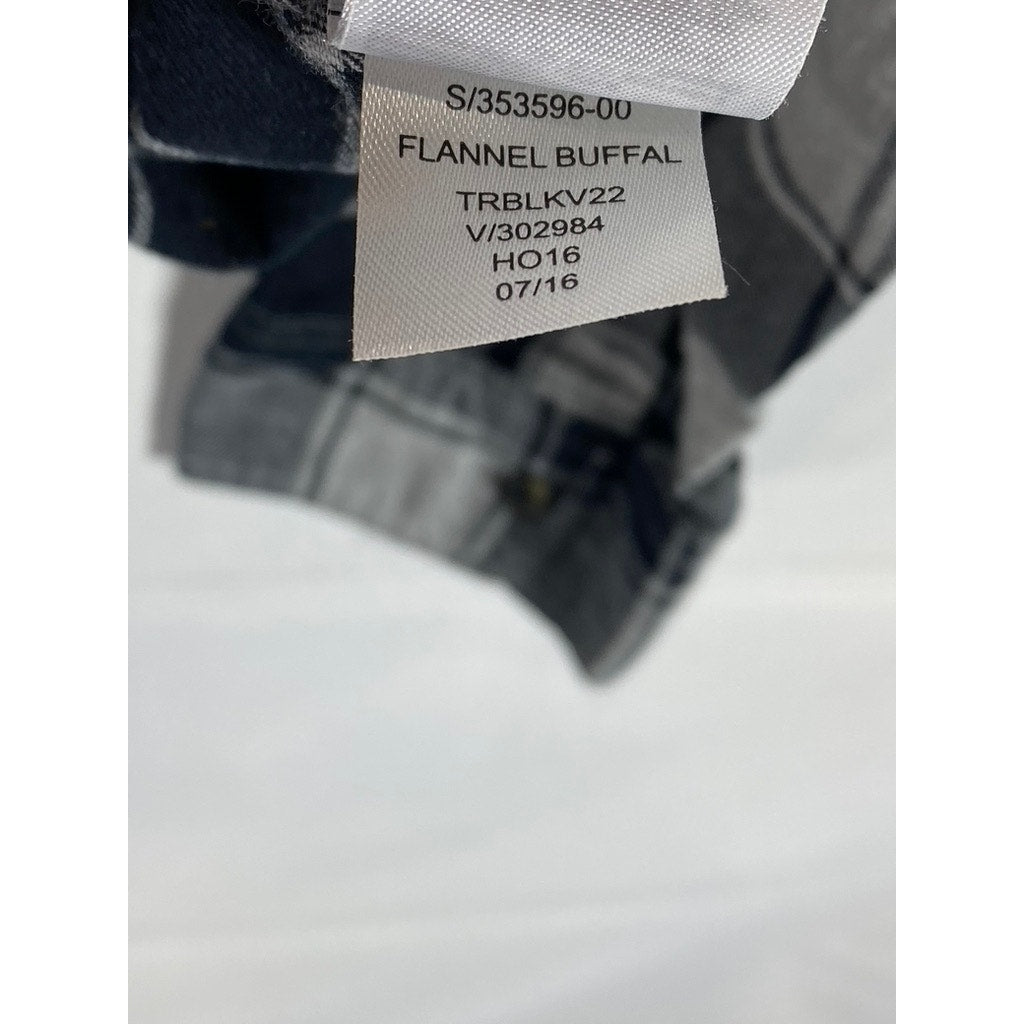 S/353596-00
FLANNEL BUFFAL
TRBLKV22
V/302984
HO16
07/16